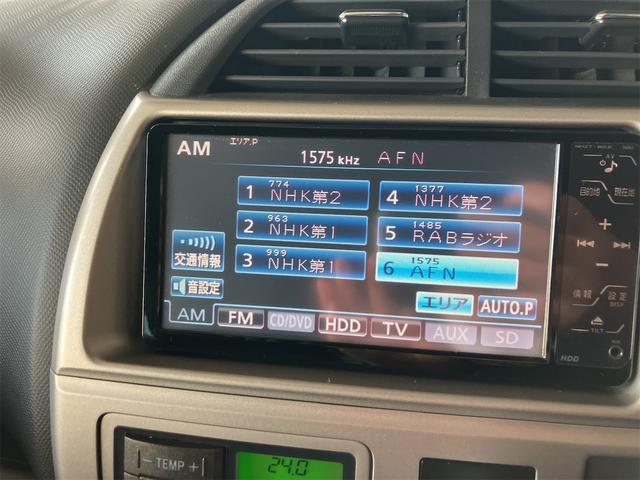 AM エリア.P 1575 kHz AFN
774
1 NHK第2
1377
4 NHK第2
963
2 NHK第1
1485
5 RABラジオ
999
3 NHK第1
1575
6 AFN
交通情報
音設定
エリア AUTO.P
AM FM CD/DVD HDD TV AUX SD
AV
目的地 現在地
+
−
情報 設定
DISP
TILT
HDD
− TEMP +
24.0